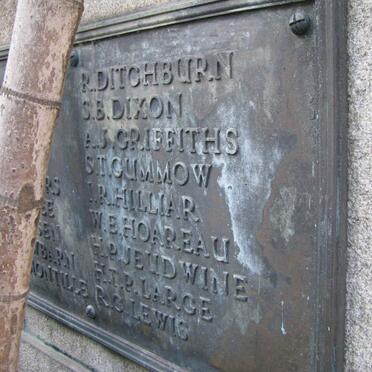 R. DITCHBURN
S. B. DIXON
A. J. GRIFFITHS
S. T. GUMMOW
I. R. HILLIAR
W. E. HOAREAU
H. P. JEUDWINE
H. T. P. LARGE
R. G. LEWIS